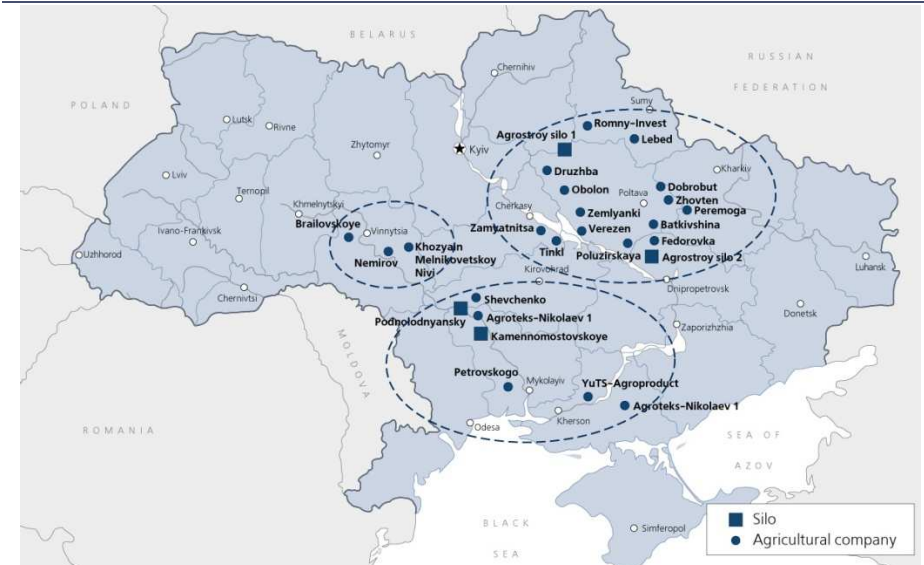 BELARUS
RUSSIAN
FEDERATION
POLAND
Chernihiv
Sumy
Lutsk
Rivne
Romny-Invest
Agrostroy silo 1
Lebed
Kyiv
Zhytomyr
Lviv
Druzhba
Kharkiv
Obolon
Dobrobut
Ternopil
Poltava
Zhovten
Khmelnytskyi
Cherkasy
Zemlyanki
Peremoga
Brailovskoye
Vinnytsia
Zamyatnitsa
Verezen
Batkivshina
Ivano-Frankivsk
Khozyain
Melnikovetskoy
Nivi
Tinkl
Fedorovka
Poluzirskaya
Uzhhorod
Nemirov
Agrostroy silo 2
Luhansk
Kirovohrad
Dnipropetrovsk
Chernivtsi
Shevchenko
Donetsk
Podnolodnyansky
Agroteks-Nikolaev 1
Zaporizhzhia
Kamennomostovskoye
MOLDOVA
Petrovskogo
Mykolayiv
YuTS-Agroproduct
Agroteks-Nikolaev 1
Kherson
Odesa
ROMANIA
SEA OF
AZOV
BLACK
SEA
Simferopol
Silo
Agricultural company